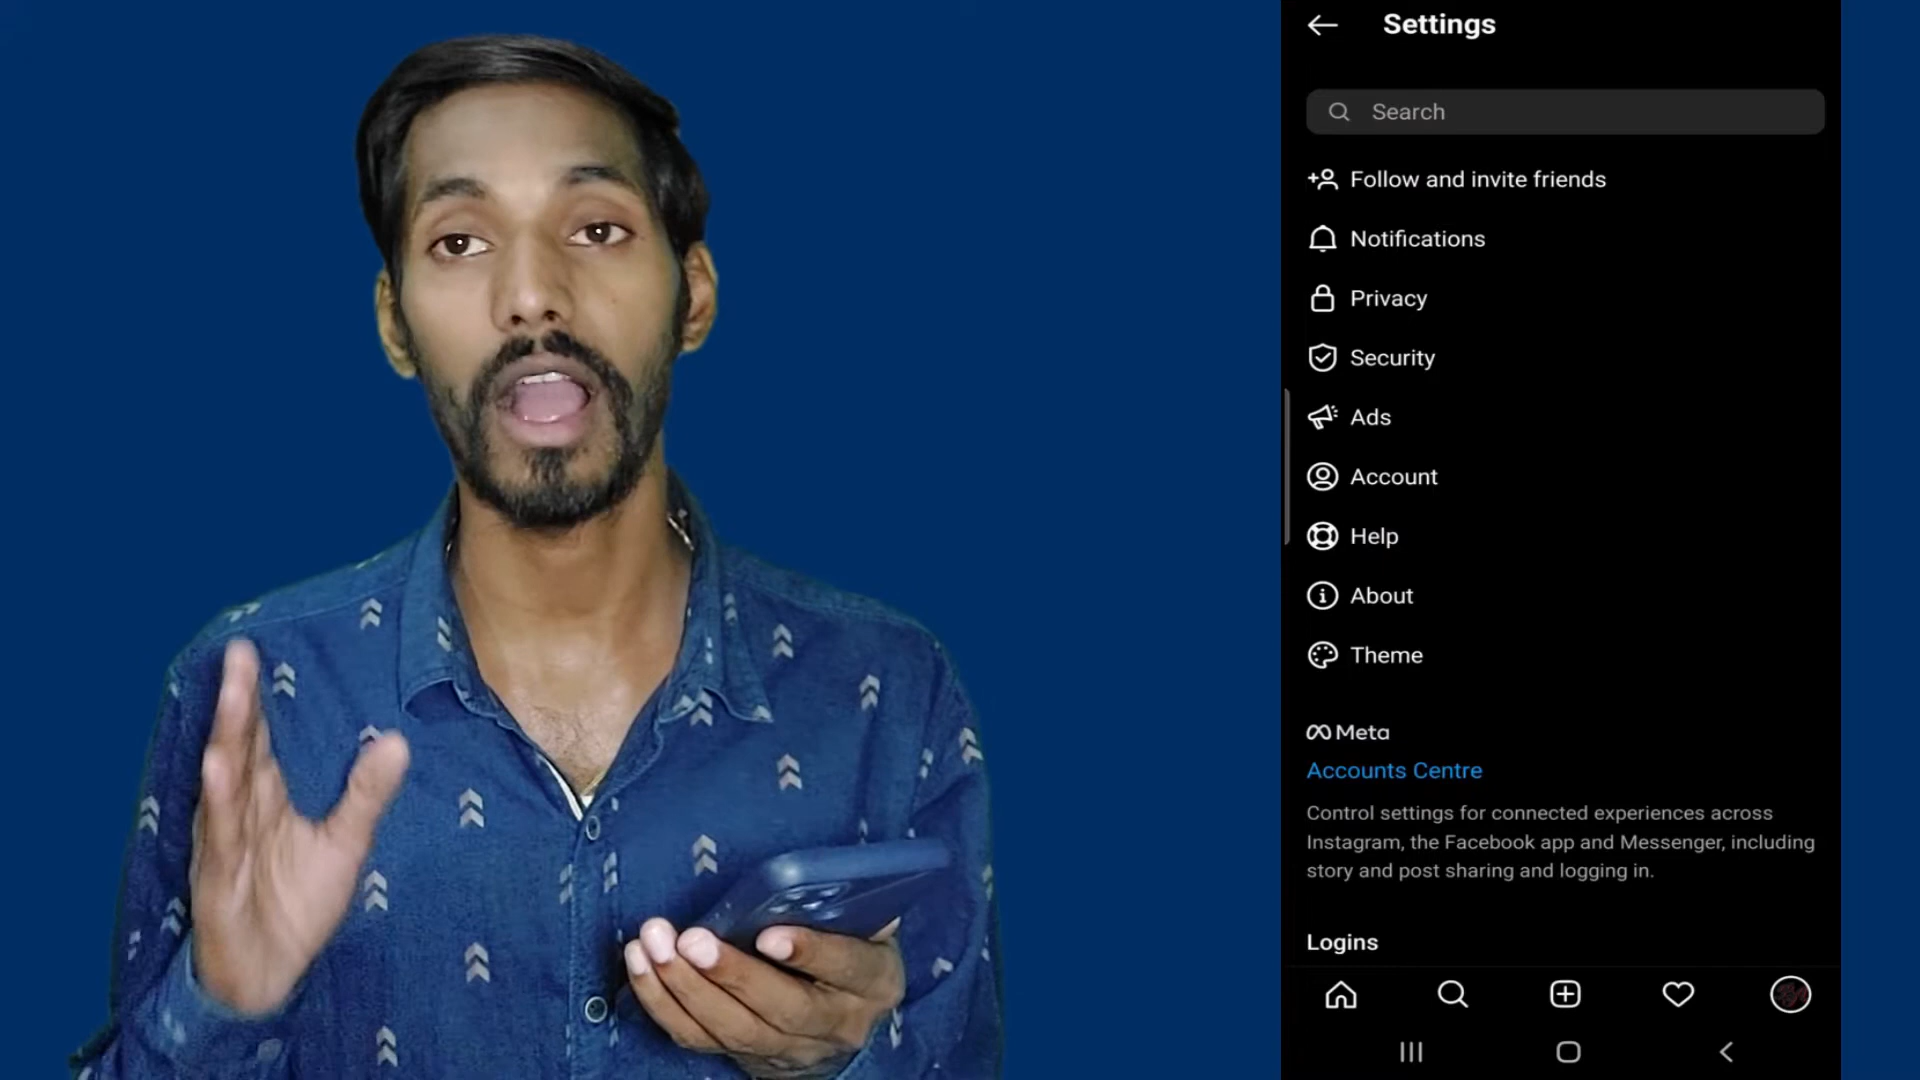 Settings
Search
Follow and invite friends
Notifications
Privacy
Security
Ads
Account
Help
About
Theme
Meta
Accounts Centre
Control settings for connected experiences across
Instagram, the Facebook app and Messenger, including
story and post sharing and logging in.
Logins